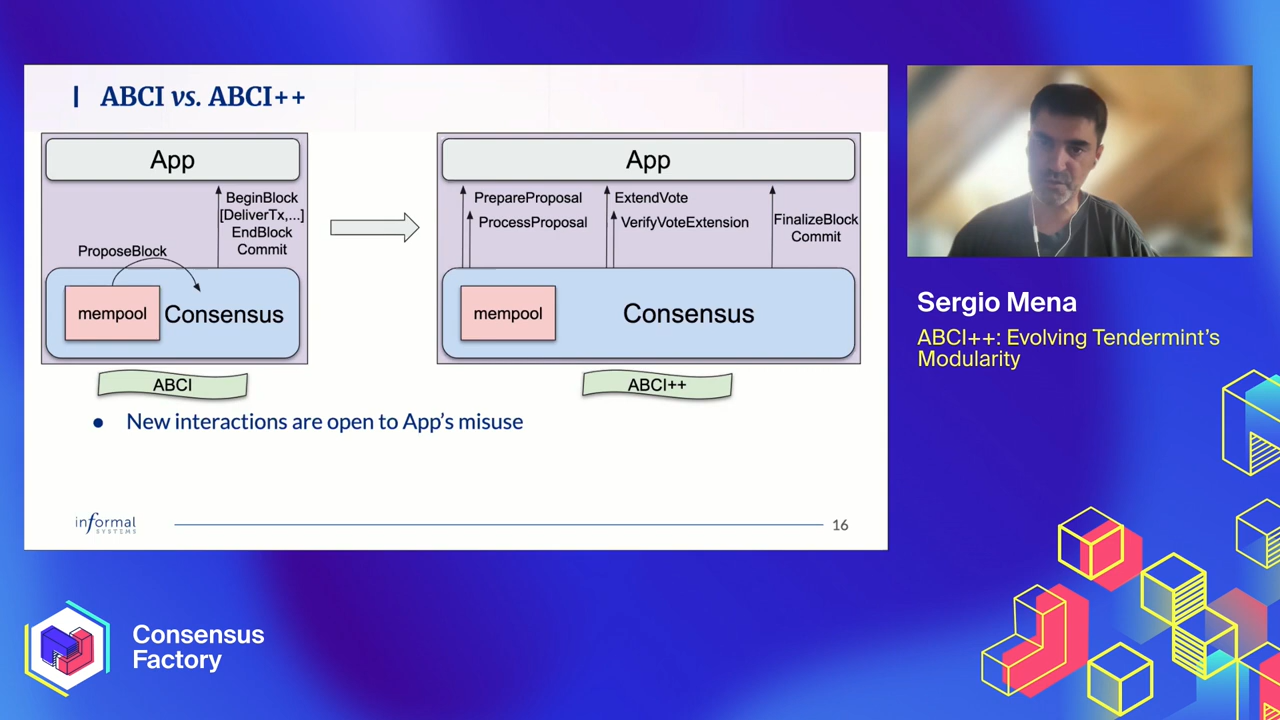 ABCI vs. ABCI++
App
BeginBlock
[DeliverTx,...]
EndBlock
Commit
ProposeBlock
mempool
Consensus
ABCI
App
PrepareProposal
ProcessProposal
ExtendVote
VerifyVoteExtension
FinalizeBlock
Commit
mempool
Consensus
ABCI++
● New interactions are open to App's misuse
informal
SYSTEMS
16
Sergio Mena
ABCI++: Evolving Tendermint's
Modularity
Consensus
Factory